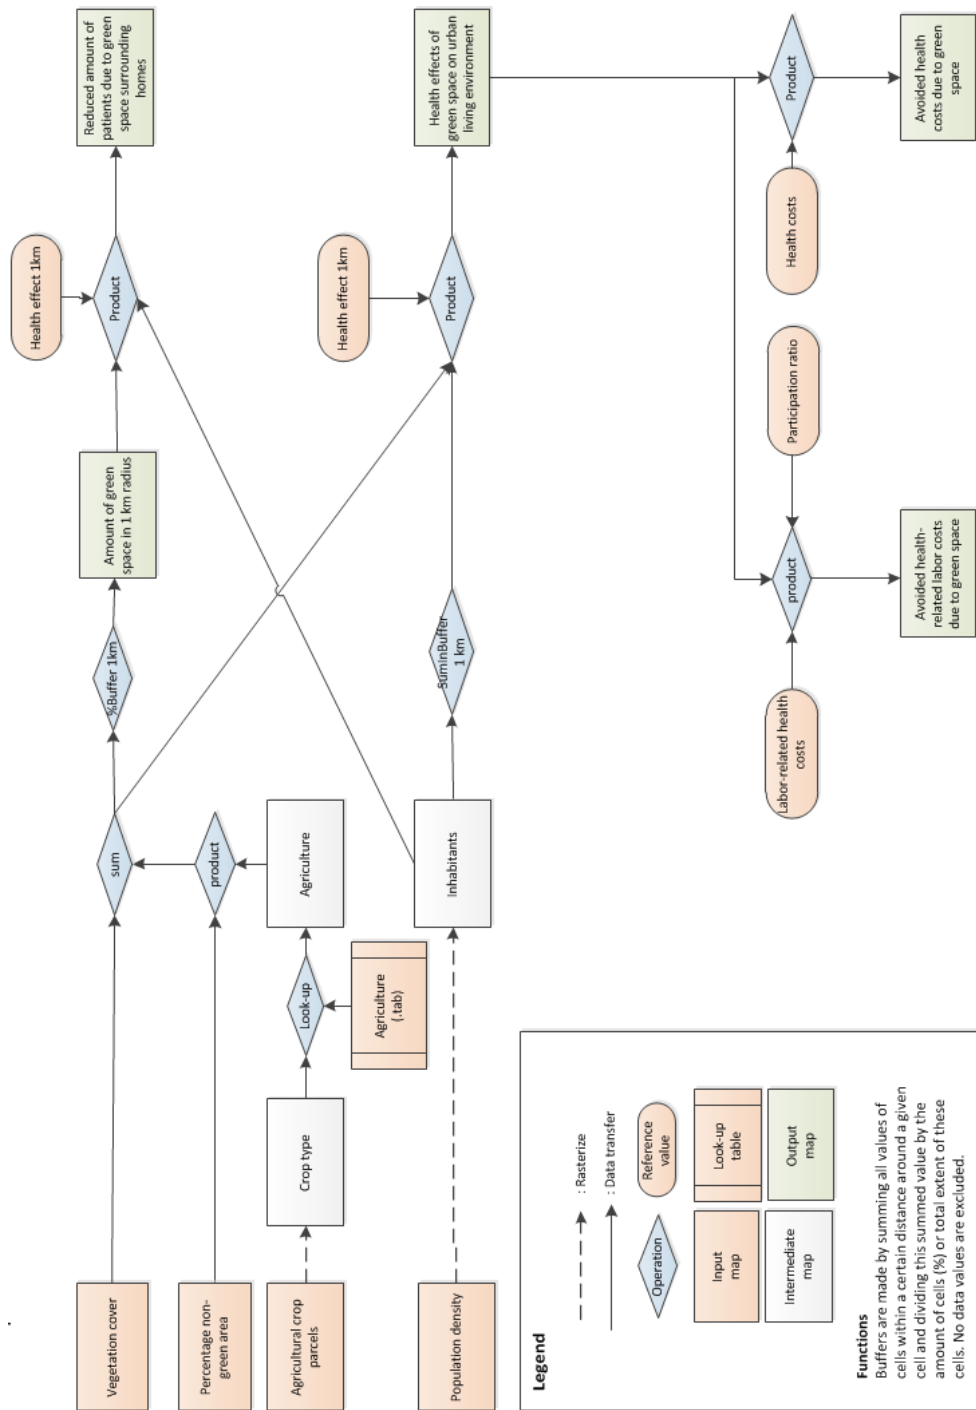 Vegetation cover
Percentage non-
green area
Agricultural crop
parcels
Population density
Crop type
Look-up
Agriculture
(.tab)
Agriculture
product
sum
Inhabitants
%Buffer 1km
SuminBuffer
1 km
Amount of green
space in 1 km radius
Health effect 1km
Product
Reduced amount of
patients due to green
space surrounding
homes
Health effect 1km
Product
Health effects of
green space on urban
living environment
Labor-related health
costs
product
Participation ratio
Avoided health-
related labor costs
due to green space
Health costs
Product
Avoided health
costs due to green
space
Legend
: Rasterize
: Data transfer
Operation
Reference
value
Input
map
Look-up
table
Intermediate
map
Output
map
Functions
Buffers are made by summing all values of
cells within a certain distance around a given
cell and dividing this summed value by the
amount of cells (%) or total extent of these
cells. No data values are excluded.